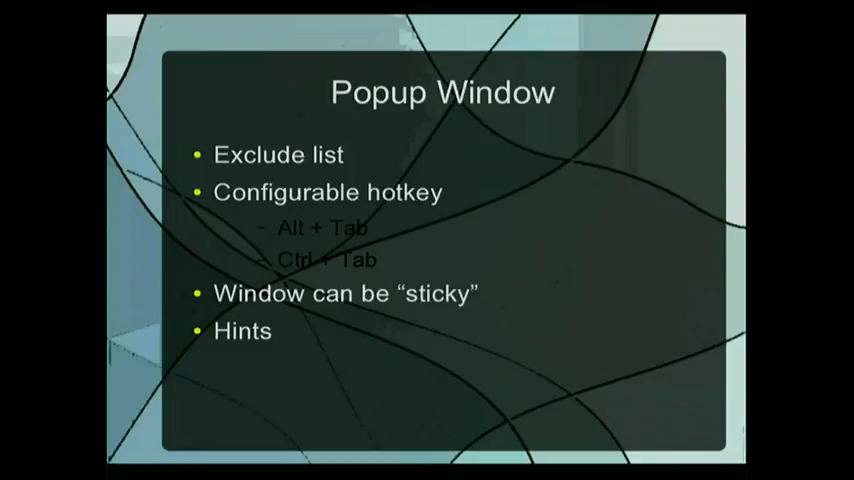 Popup Window
• Exclude list
• Configurable hotkey
– Alt + Tab
– Ctrl + Tab
• Window can be “sticky”
• Hints